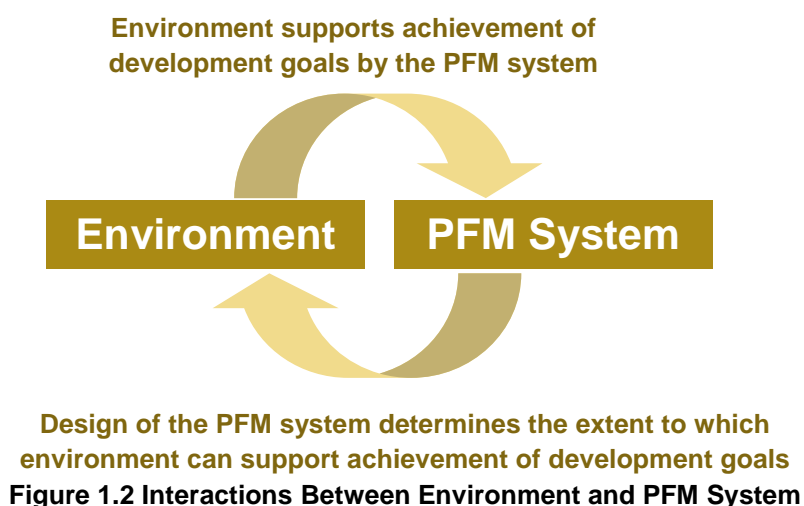 Environment supports achievement of
development goals by the PFM system
Environment
PFM System
Design of the PFM system determines the extent to which
environment can support achievement of development goals
Figure 1.2 Interactions Between Environment and PFM System